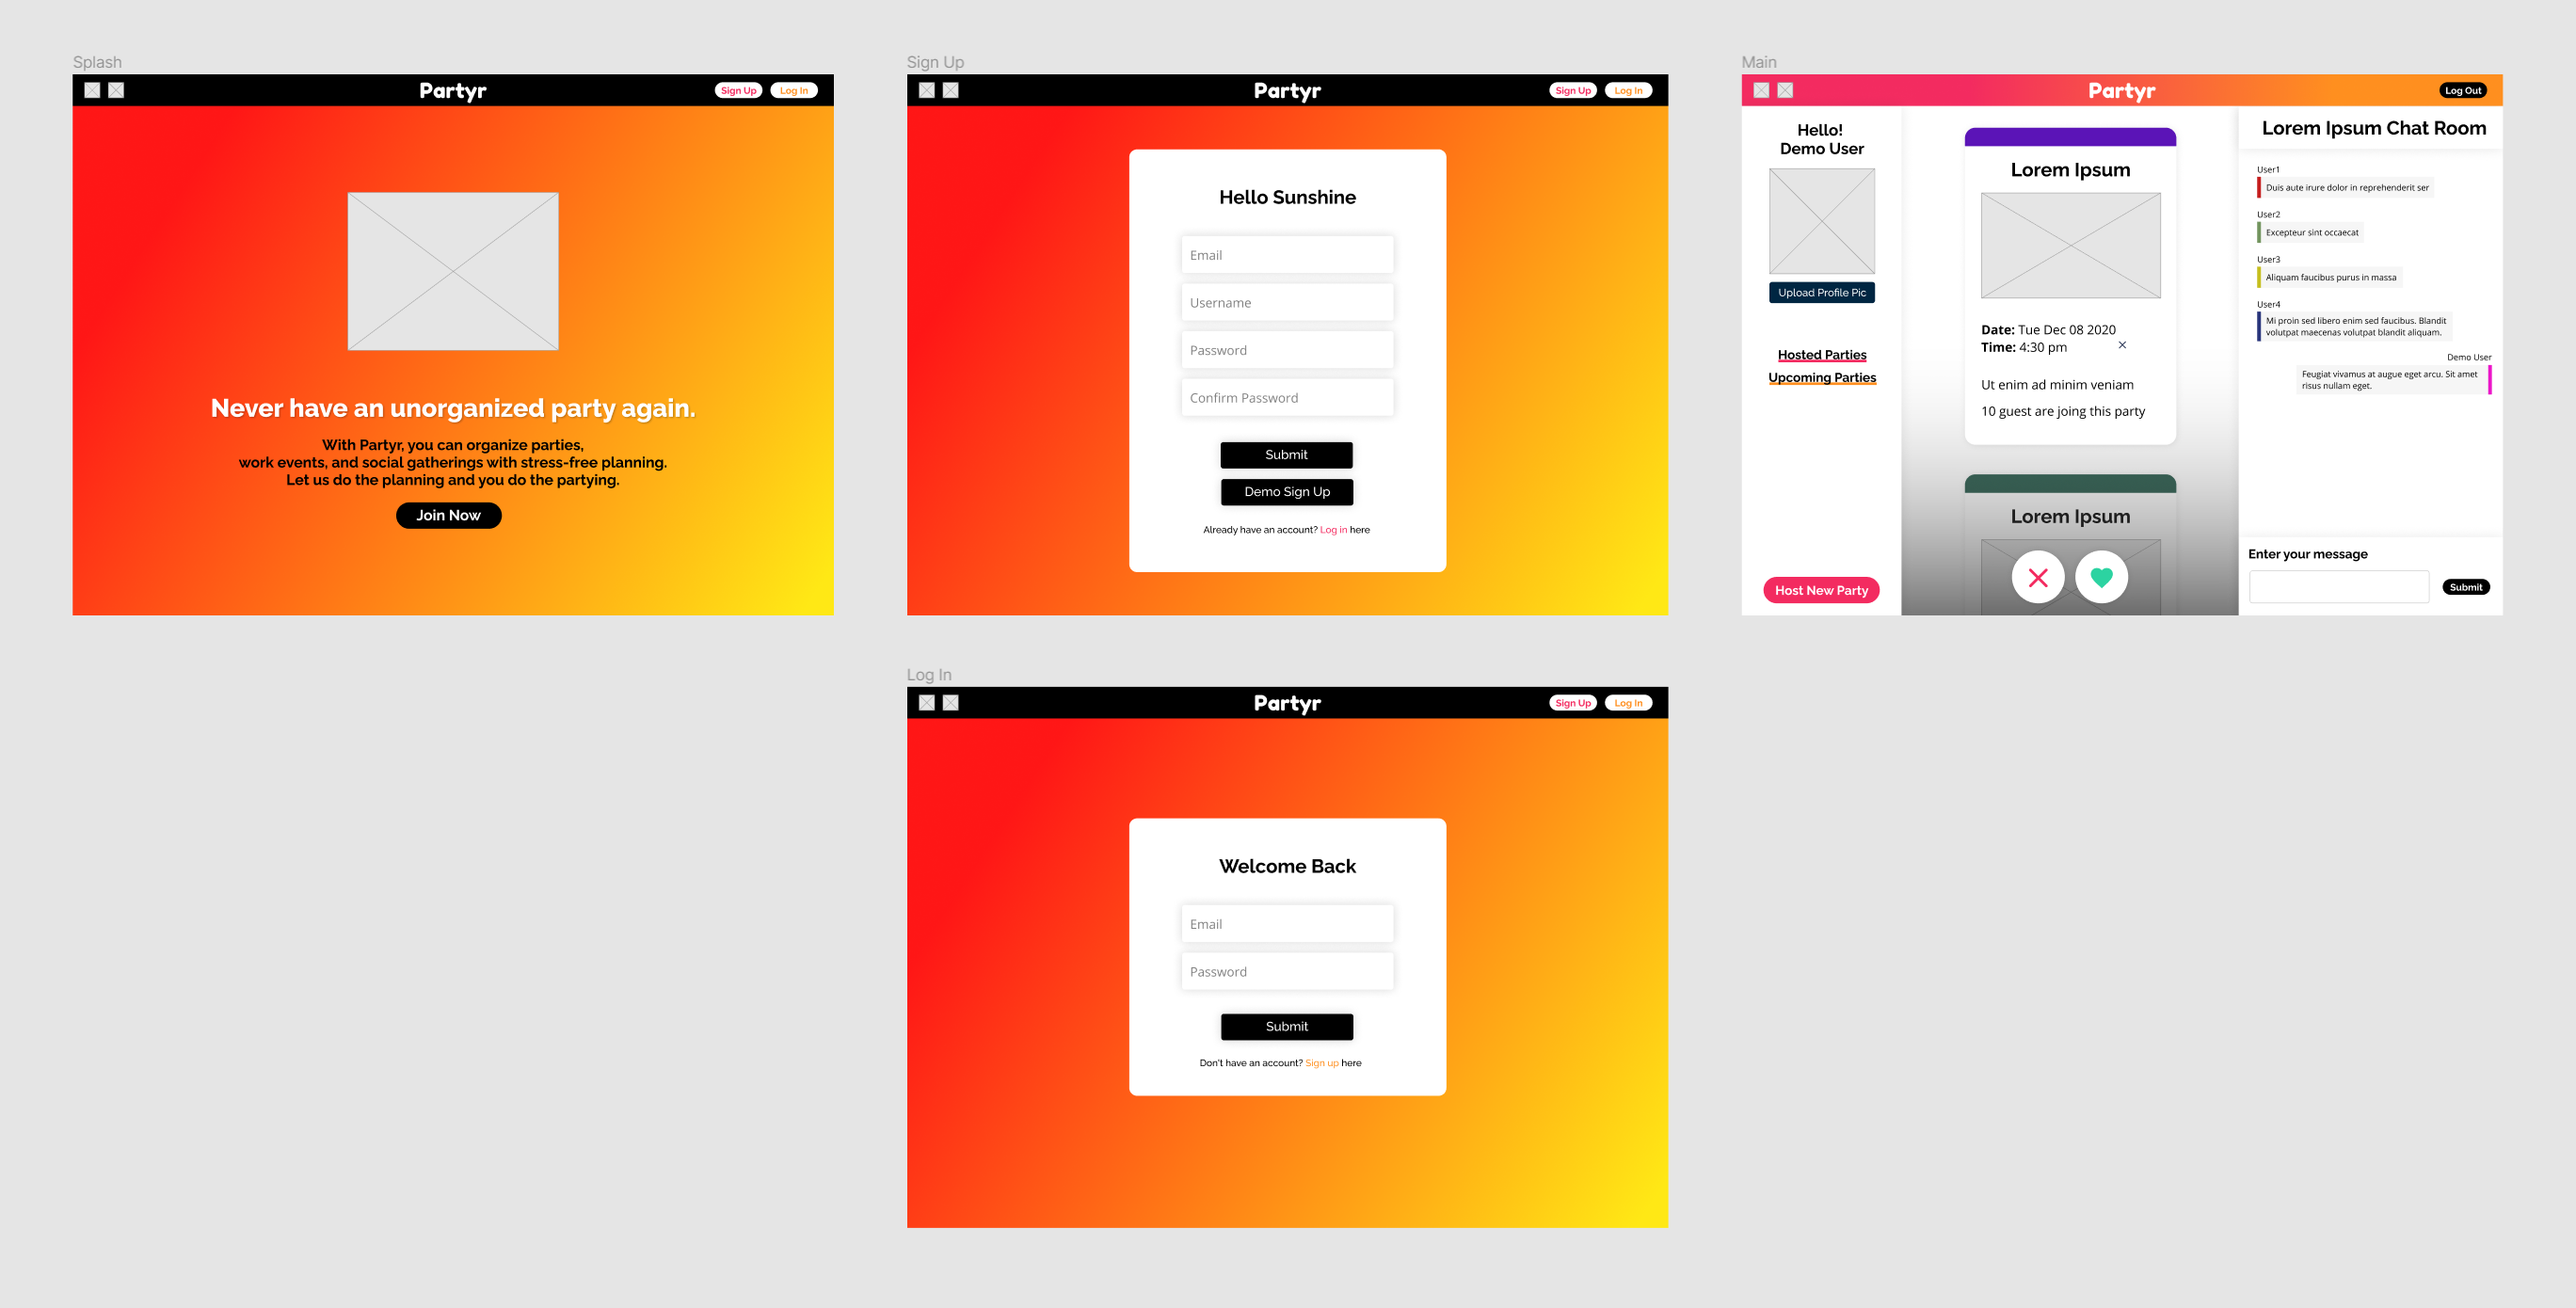 Splash
Partyr
Sign Up
Log In
Never have an unorganized party again.
With Partyr, you can organize parties,
work events, and social gatherings with stress-free planning.
Let us do the planning and you do the partying.
Join Now
Sign Up
Partyr
Sign Up
Log In
Hello Sunshine
Email
Username
Password
Confirm Password
Submit
Demo Sign Up
Already have an account? Log in here
Main
Partyr
Log Out
Hello!
Demo User
Upload Profile Pic
Hosted Parties
Upcoming Parties
Host New Party
Lorem Ipsum
Date: Tue Dec 08 2020
Time: 4:30 pm
Ut enim ad minim veniam
10 guest are joining this party
Lorem Ipsum
Lorem Ipsum Chat Room
User1
Duis aute irure dolor in reprehenderit ser
User2
Excepteur sint occaecat
User3
Aliquam faucibus purus in massa
User4
Mi proin sed libero enim sed faucibus. Blandit
volutpat maecenas volutpat blandit aliquam.
Demo User
Feugiat vivamus at augue eget arcu. Sit amet
risus nullam eget.
Enter your message
Submit
Log In
Partyr
Sign Up
Log In
Welcome Back
Email
Password
Submit
Don't have an account? Sign up here